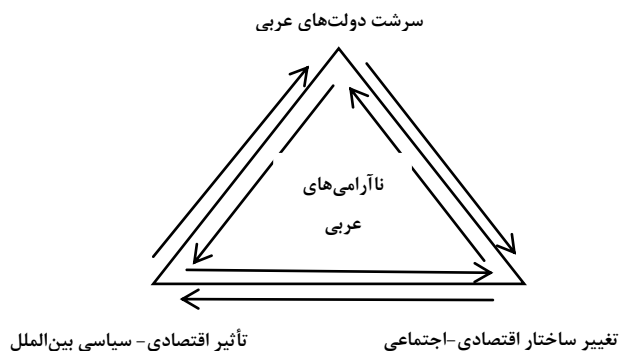 سرشت دولت‌های عربی
ناآرامی‌های
عربی
تغییر ساختار اقتصادی-اجتماعی
تأثیر اقتصادی- سیاسی بین‌الملل